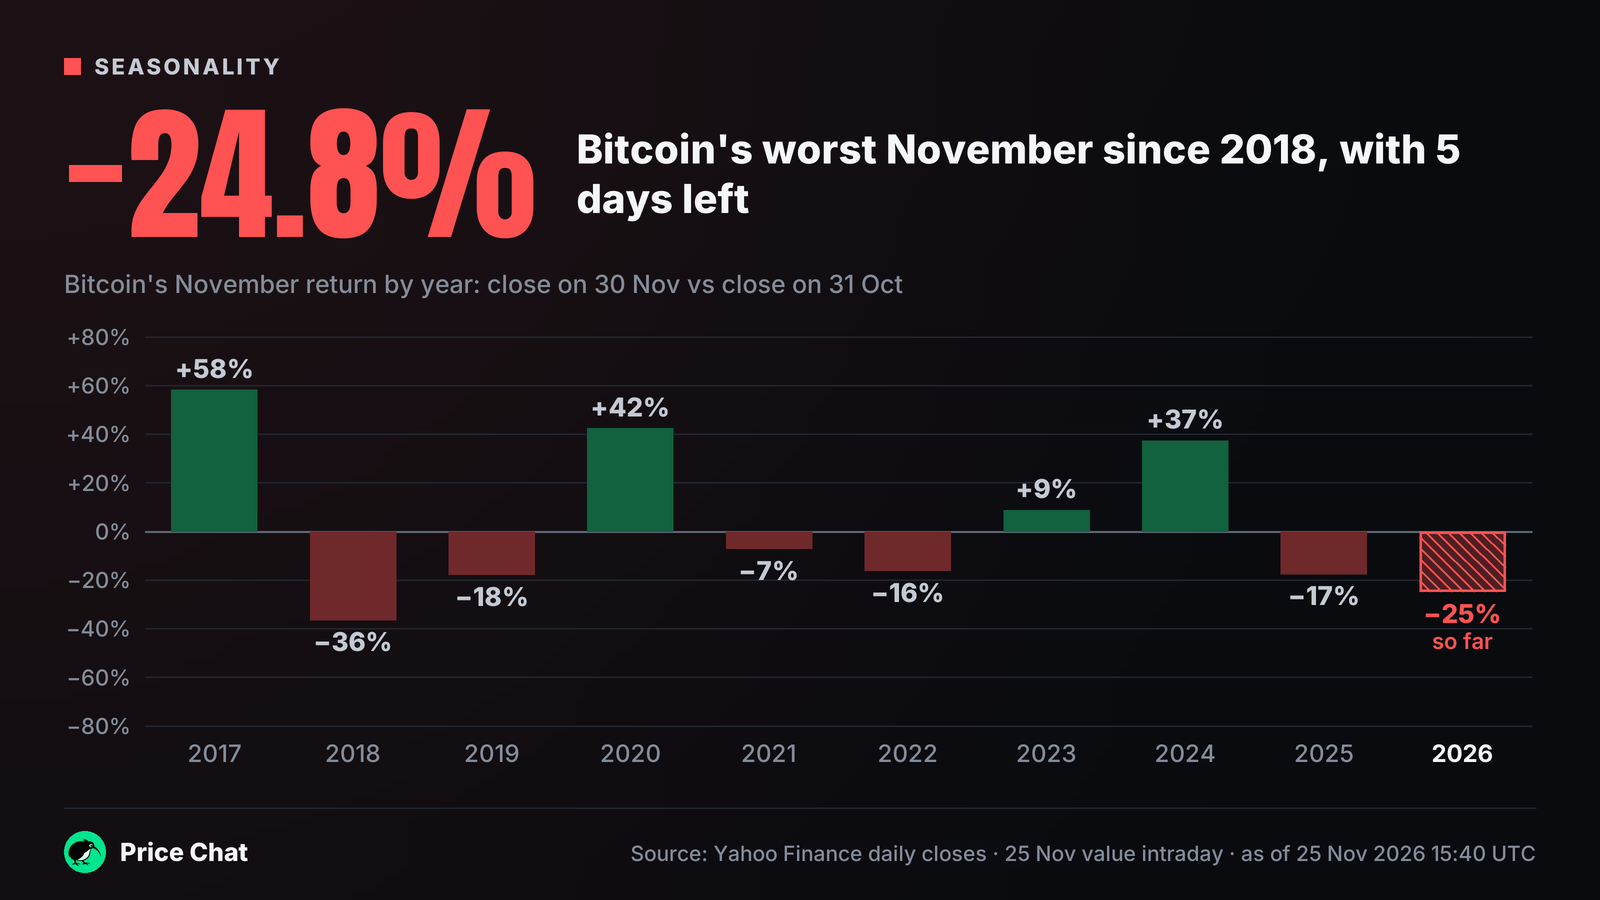 SEASONALITY
−24.8%
Bitcoin's worst November since 2018, with 5
days left
Bitcoin's November return by year: close on 30 Nov vs close on 31 Oct
+80%
+60%
+40%
+20%
0%
−20%
−40%
−60%
−80%
+58%
−36%
−18%
+42%
−7%
−16%
+9%
+37%
−17%
−25%
so far
2017 2018 2019 2020 2021 2022 2023 2024 2025 2026
Price Chat
Source: Yahoo Finance daily closes · 25 Nov value intraday · as of 25 Nov 2026 15:40 UTC